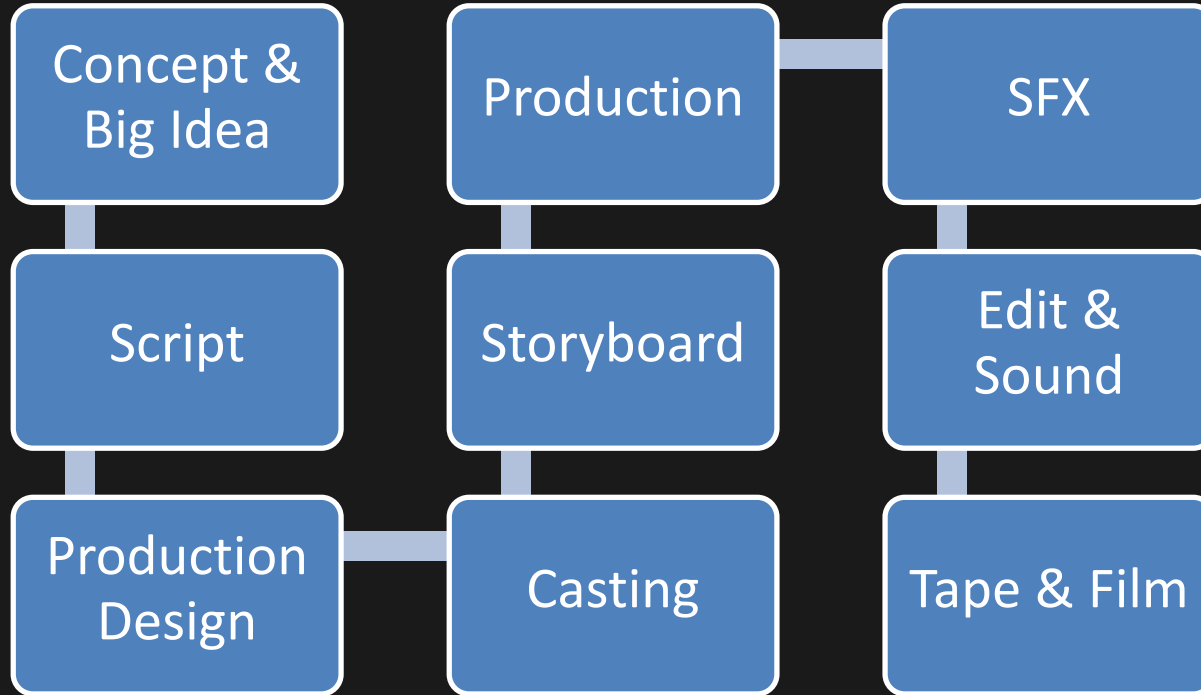 Concept &
Big Idea
Script
Production
Design
Casting
Storyboard
Production
SFX
Edit &
Sound
Tape & Film